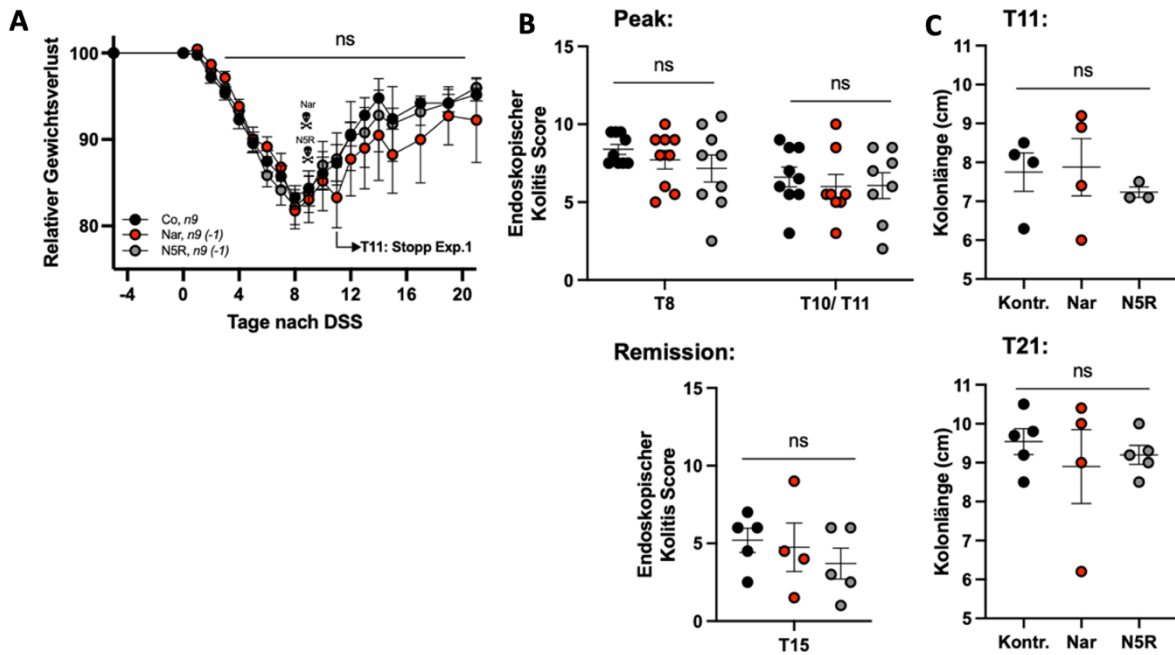 A
ns
Relativer Gewichtsverlust
100
90
80
Nar
N5R
Co, n9
Nar, n9 (-1)
N5R, n9 (-1)
T11: Stopp Exp.1
-4 0 4 8 12 16 20
Tage nach DSS
B Peak:
Endoskopischer
Kolitis Score
15
10
5
0
ns ns
T8 T10/ T11
Remission:
Endoskopischer
Kolitis Score
15
10
5
0
ns
T15
C T11:
Kolonlänge (cm)
11
10
9
8
7
6
5
ns
Kontr. Nar N5R
T21:
Kolonlänge (cm)
11
10
9
8
7
6
5
ns
Kontr. Nar N5R